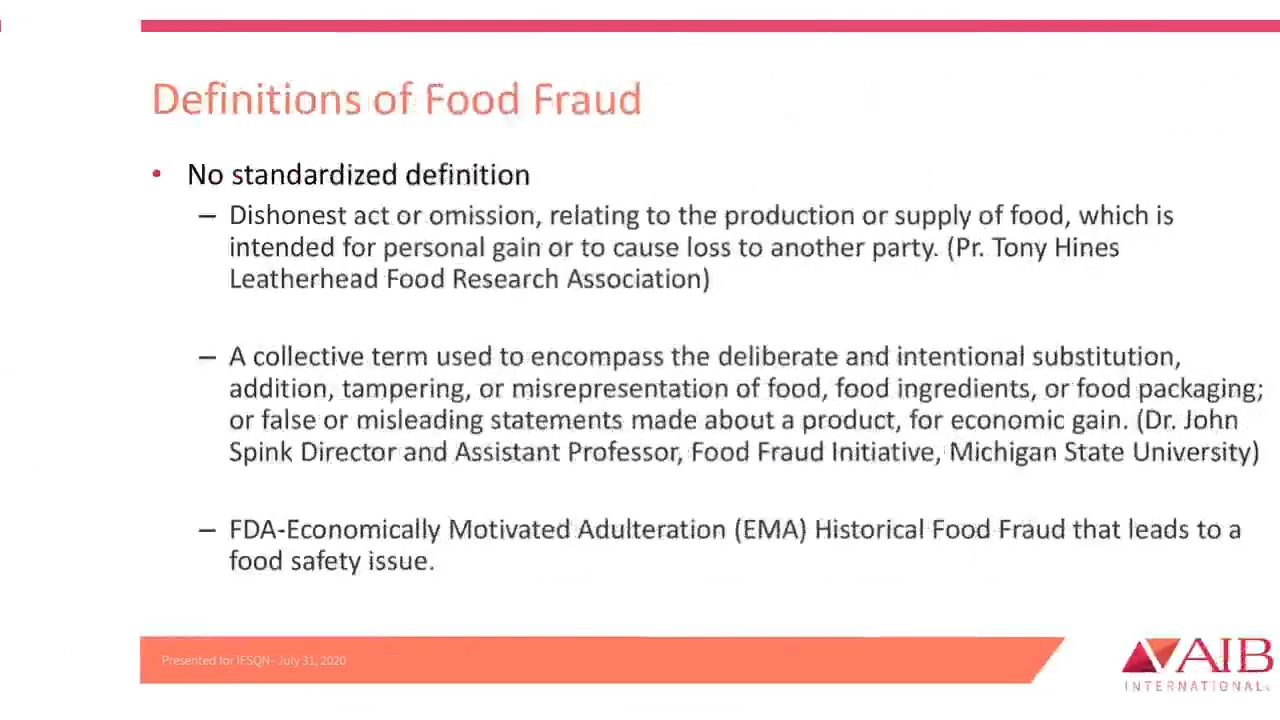 Definitions of Food Fraud
• No standardized definition
– Dishonest act or omission, relating to the production or supply of food, which is
intended for personal gain or to cause loss to another party. (Pr. Tony Hines
Leatherhead Food Research Association)
– A collective term used to encompass the deliberate and intentional substitution,
addition, tampering, or misrepresentation of food, food ingredients, or food packaging;
or false or misleading statements made about a product, for economic gain. (Dr. John
Spink Director and Assistant Professor, Food Fraud Initiative, Michigan State University)
– FDA-Economically Motivated Adulteration (EMA) Historical Food Fraud that leads to a
food safety issue.
Presented for IFSQN- July 31, 2020
AIB
INTERNATIONAL